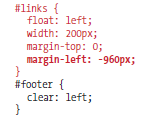 #links {
float: left;
width: 200px;
margin-top: 0;
margin-left: -960px;
}
#footer {
clear: left;
}